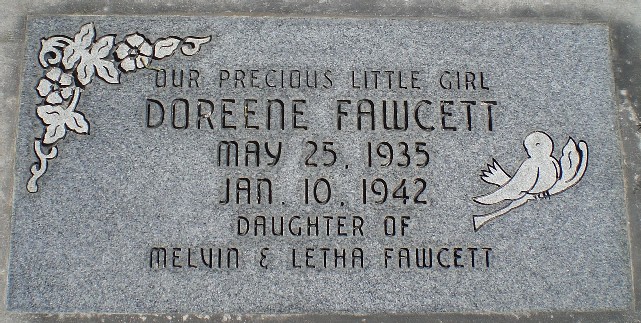 OUR PRECIOUS LITTLE GIRL
DOREENE FAWCETT
MAY 25, 1935
JAN. 10, 1942
DAUGHTER OF
MELVIN & LETHA FAWCETT